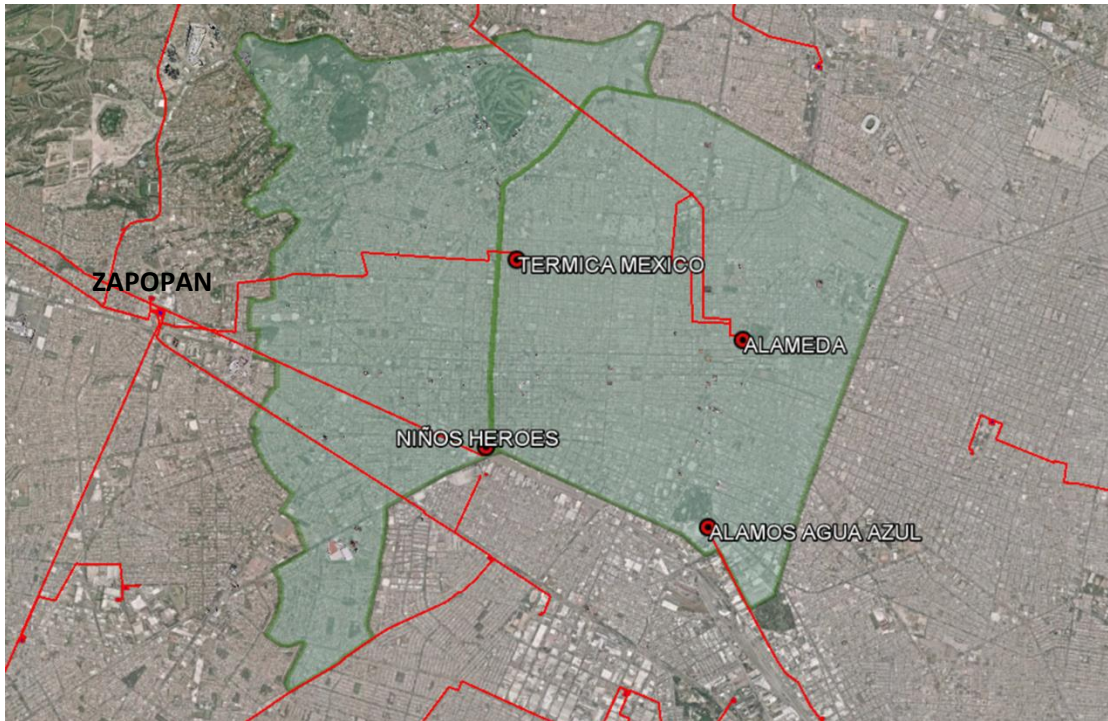 TERMICA MEXICO
ZAPOPAN
ALAMEDA
NIÑOS HEROES
ALAMOS AGUA AZUL